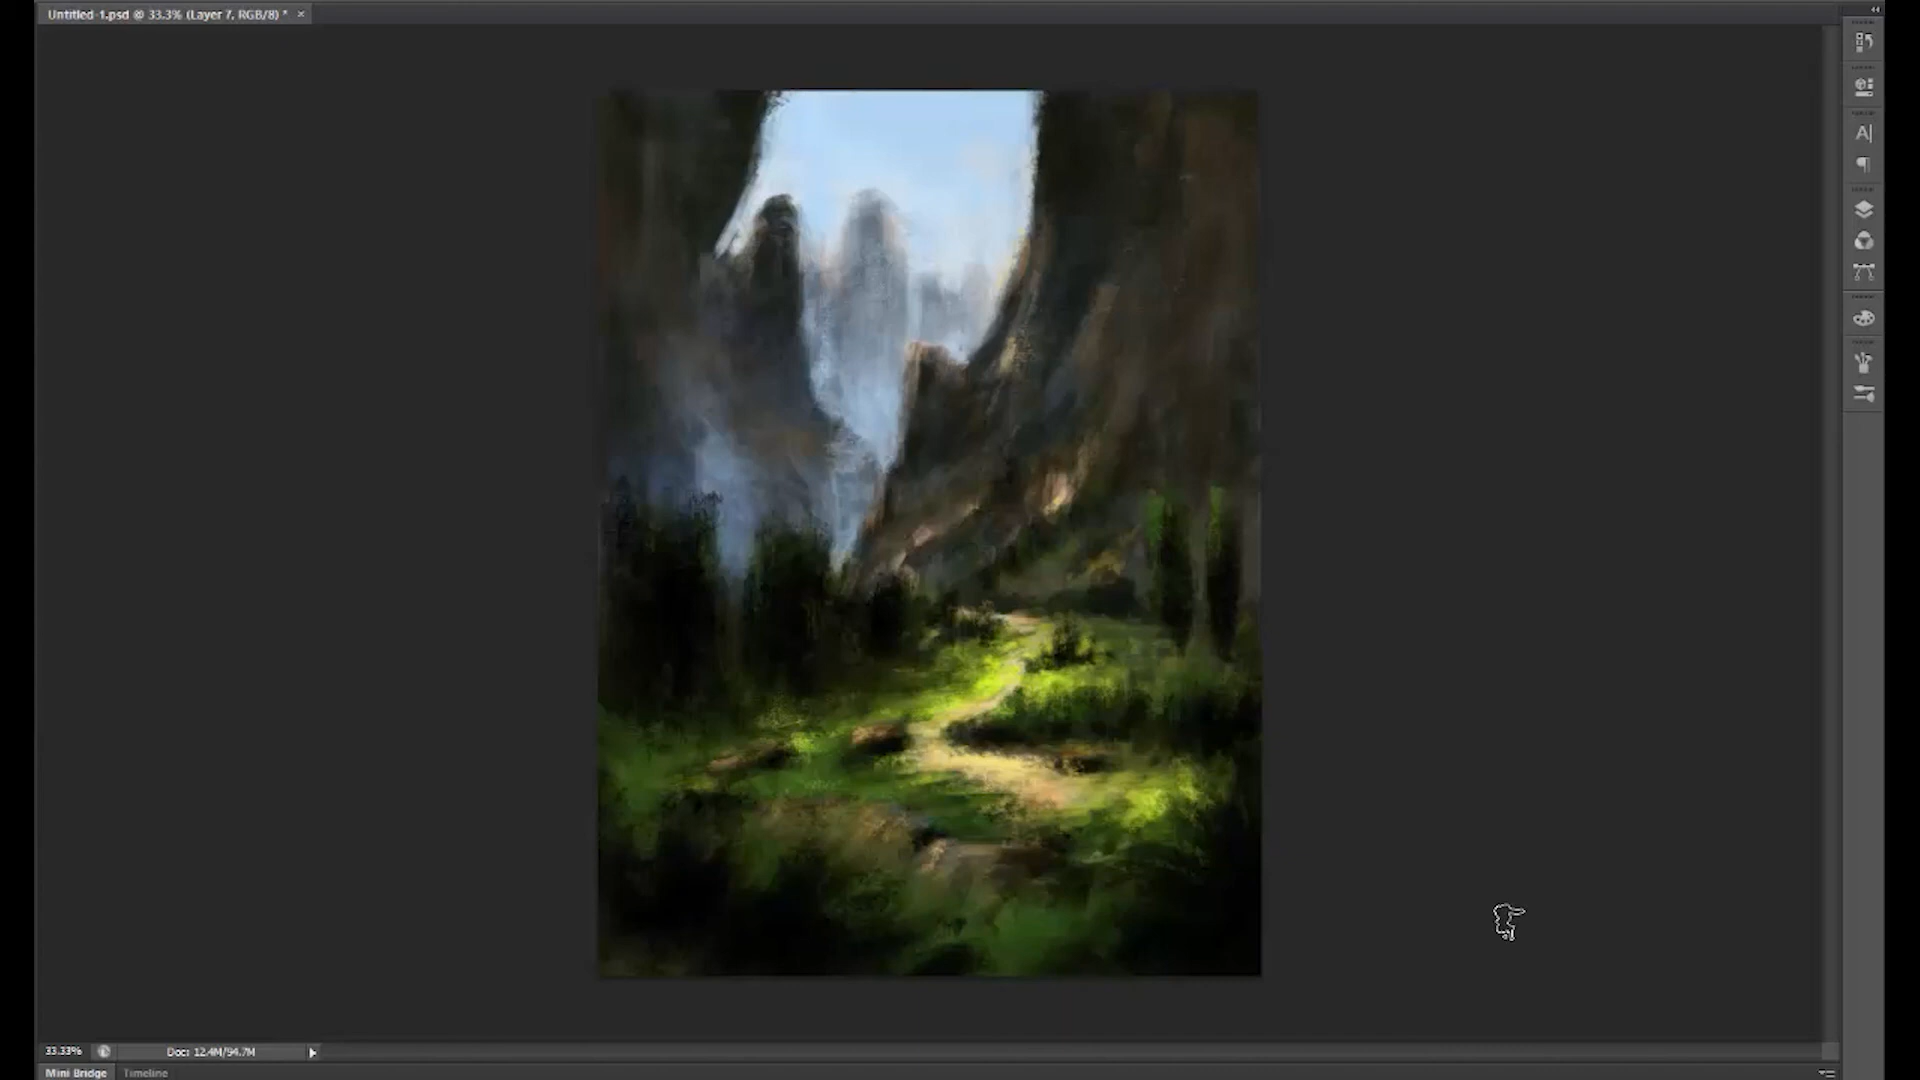 Untitled-1.psd @ 33.3% (Layer 7, RGB/8) * ×
A|
33.33%
Doc: 12.4M/94.7M
Mini Bridge
Timeline